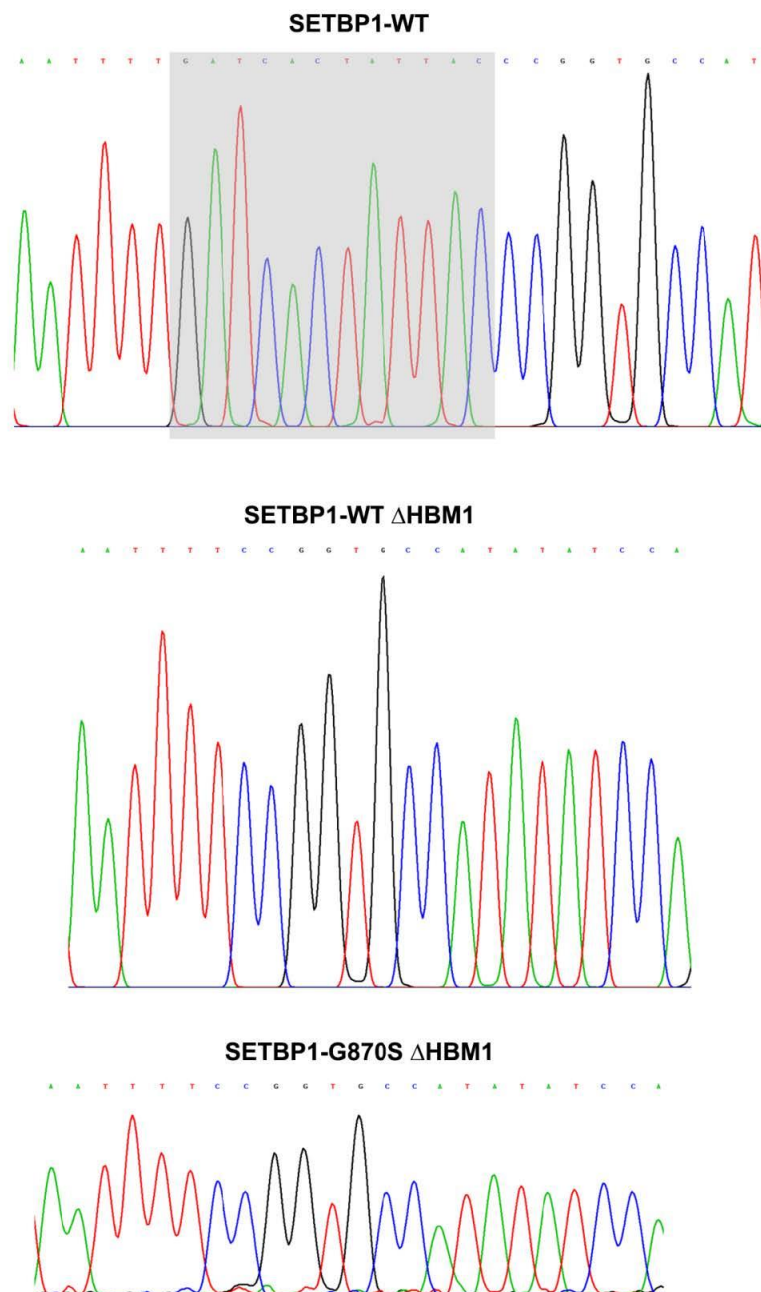 SETBP1-WT
A A T T T T G A T C A C T A T T A C C C G G T G C C A T
SETBP1-WT ΔHBM1
A A T T T T C C G G T G C C A T A T A T C C A
SETBP1-G870S ΔHBM1
A A T T T T C C G G T G C C A T A T A T C C A